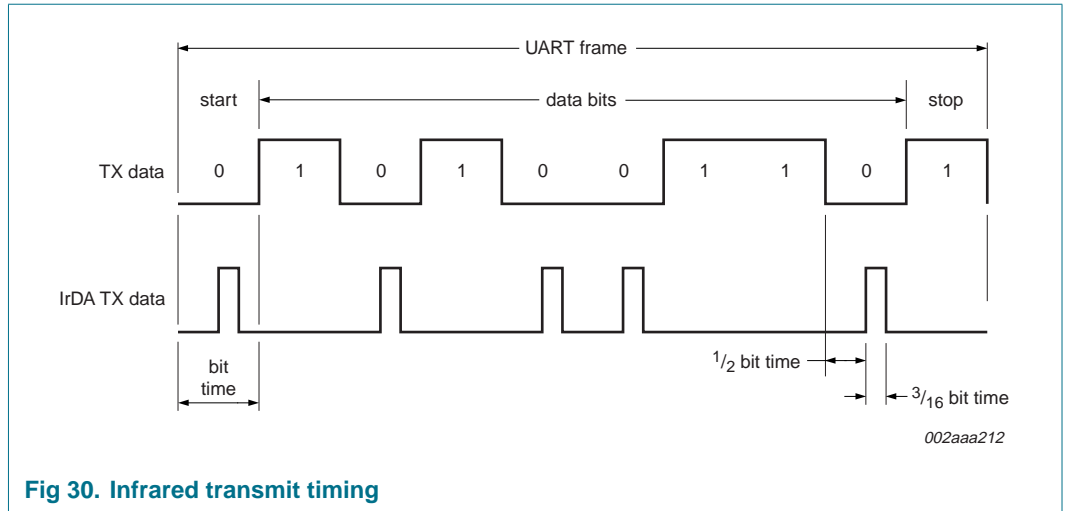 UART frame
start
data bits
stop
TX data
0 1 0 1 0 0 1 1 0 1
IrDA TX data
bit
time
1/2 bit time
3/16 bit time
002aaa212
Fig 30. Infrared transmit timing